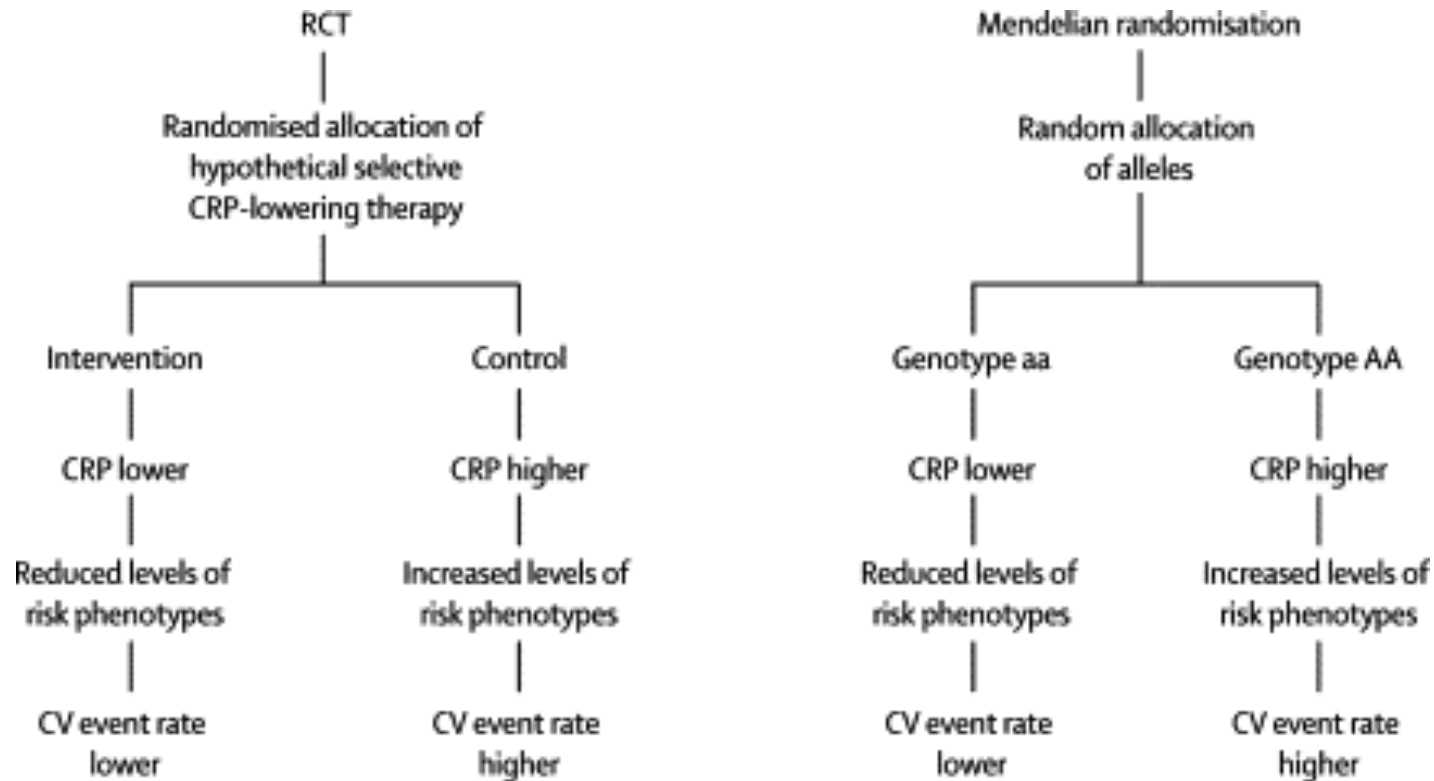 RCT
Randomised allocation of
hypothetical selective
CRP-lowering therapy
Intervention
CRP lower
Reduced levels of
risk phenotypes
CV event rate
lower
Control
CRP higher
Increased levels of
risk phenotypes
CV event rate
higher
Mendelian randomisation
Random allocation
of alleles
Genotype aa
CRP lower
Reduced levels of
risk phenotypes
CV event rate
lower
Genotype AA
CRP higher
Increased levels of
risk phenotypes
CV event rate
higher